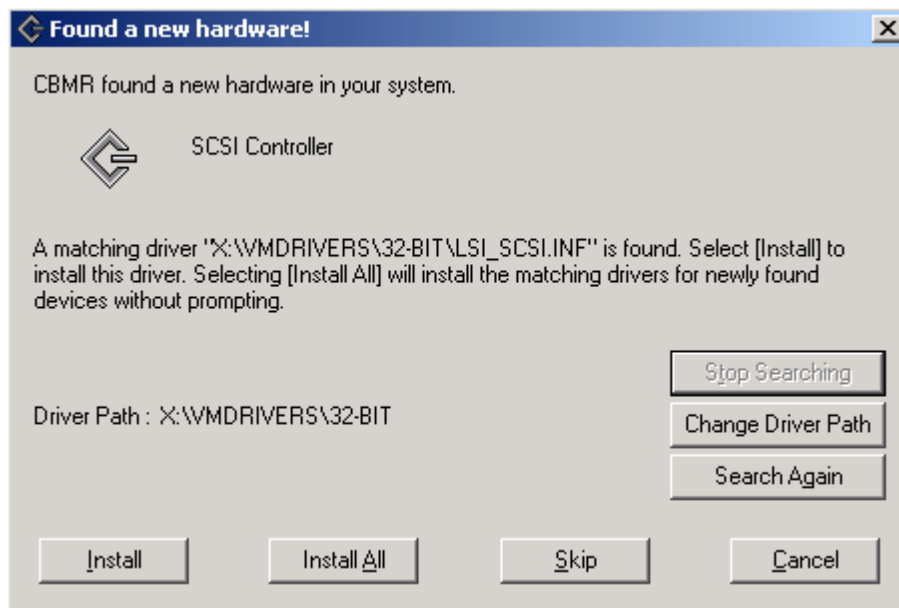 Found a new hardware!
CBMR found a new hardware in your system.
SCSI Controller
A matching driver "X:\VMDRIVERS\32-BIT\LSI_SCSI.INF" is found. Select [Install] to
install this driver. Selecting [Install All] will install the matching drivers for newly found
devices without prompting.
Stop Searching
Driver Path : X:\VMDRIVERS\32-BIT
Change Driver Path
Search Again
Install
Install All
Skip
Cancel